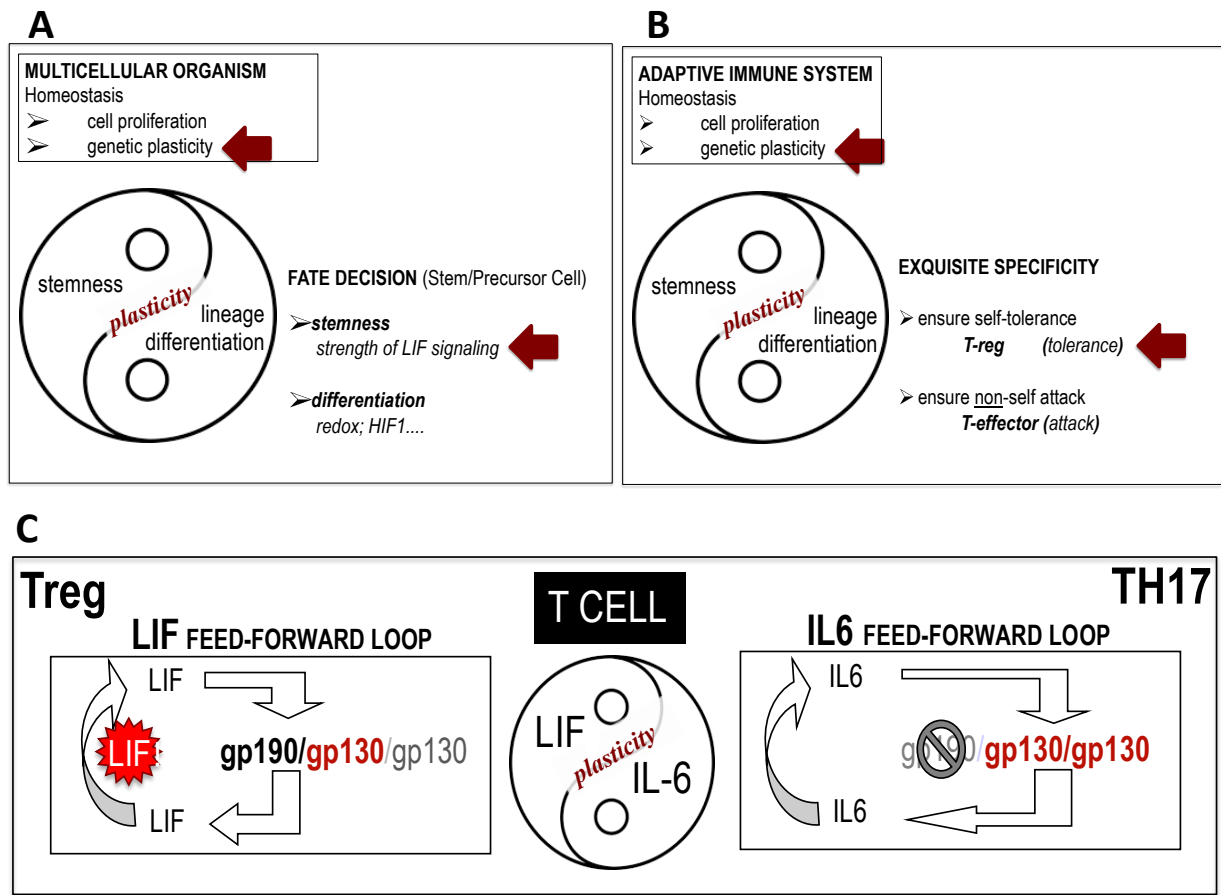 A
MULTICELLULAR ORGANISM
Homeostasis
➢ cell proliferation
➢ genetic plasticity
stemness
plasticity
lineage
differentiation
FATE DECISION (Stem/Precursor Cell)
➢stemness
strength of LIF signaling
➢differentiation
redox; HIF1....
B
ADAPTIVE IMMUNE SYSTEM
Homeostasis
➢ cell proliferation
➢ genetic plasticity
stemness
plasticity
lineage
differentiation
EXQUISITE SPECIFICITY
➢ ensure self-tolerance
T-reg (tolerance)
➢ ensure non-self attack
T-effector (attack)
C
Treg
LIF FEED-FORWARD LOOP
LIF
LIF
gp190/gp130/gp130
LIF
T CELL
LIF
plasticity
IL-6
TH17
IL6 FEED-FORWARD LOOP
IL6
gp190/gp130/gp130
IL6